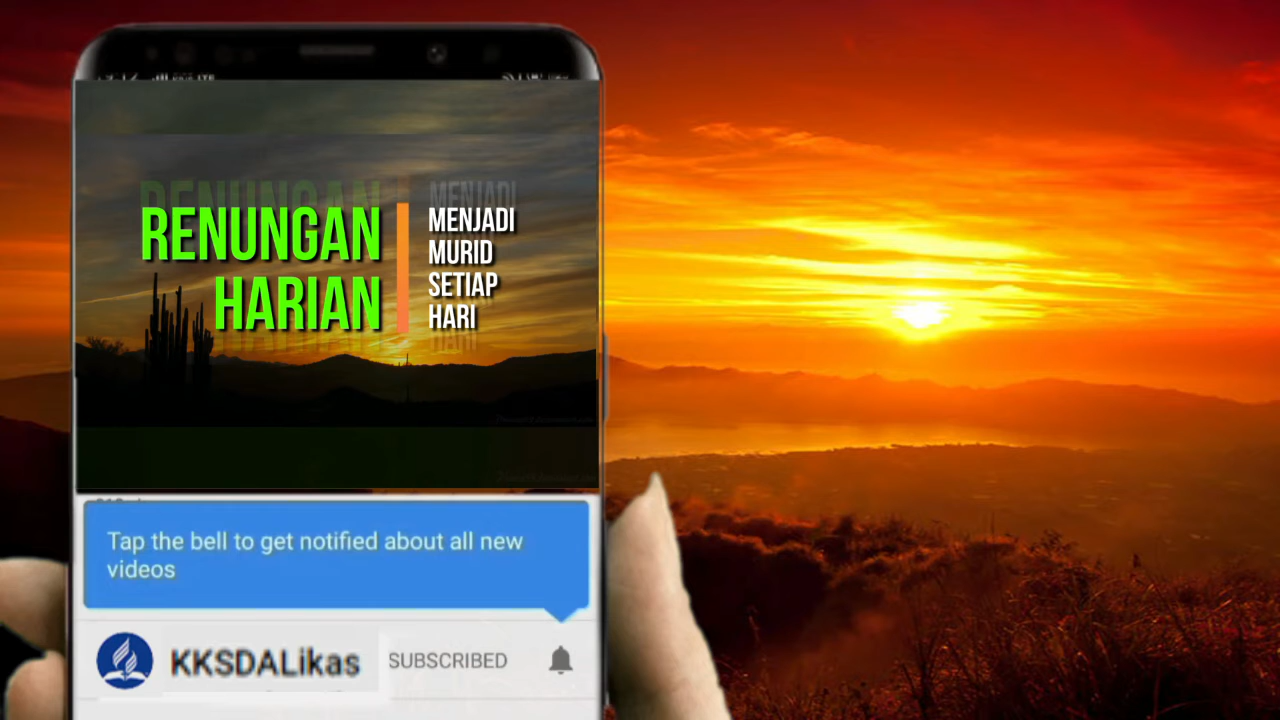 RENUNGAN
HARIAN
MENJADI
MURID
SETIAP
HARI
Tap the bell to get notified about all new
videos
KKSDALikas
SUBSCRIBED